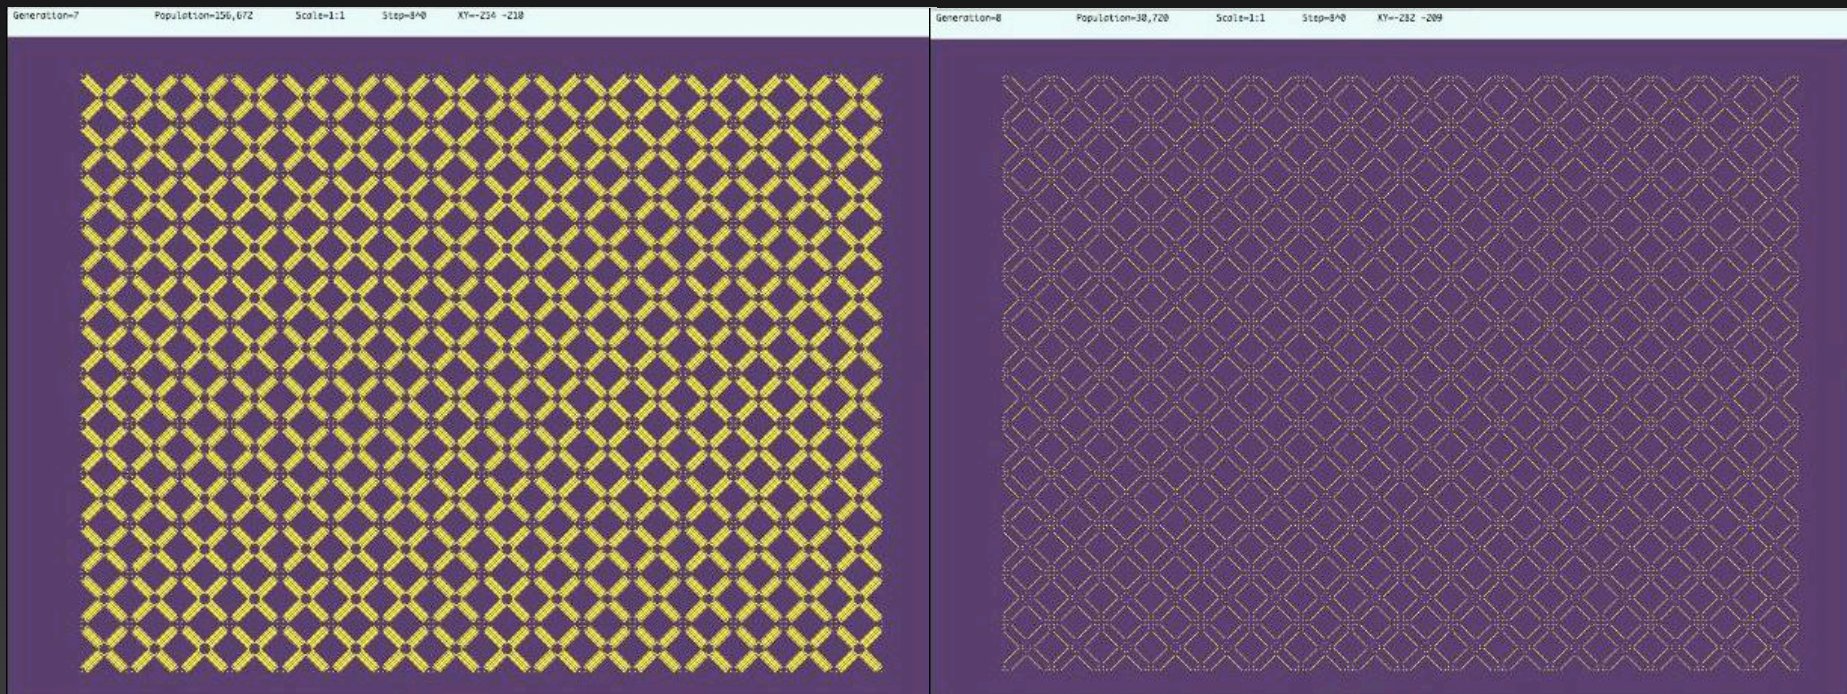 Generation=7 Population=156,672 Scale=1:1 Step=8^0 XY=-254 -210
Generation=8 Population=30,720 Scale=1:1 Step=8^0 XY=-282 -209